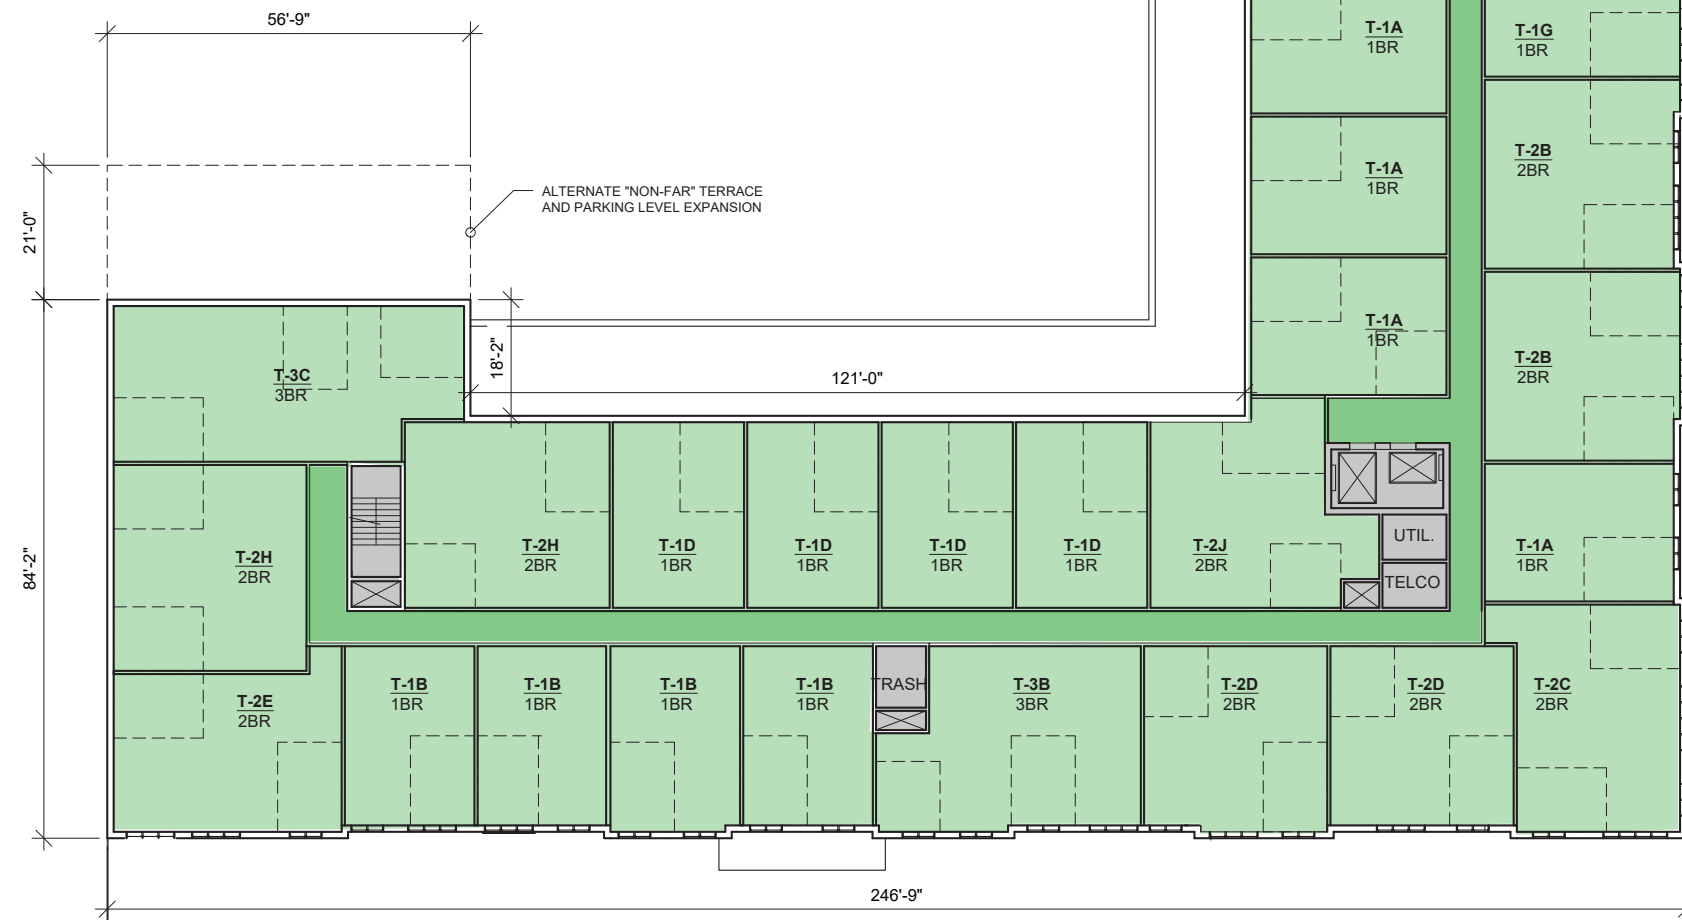 56'-9"
T-1A
1BR
T-1G
1BR
T-1A
1BR
T-2B
2BR
21'-0"
ALTERNATE "NON-FAR" TERRACE
AND PARKING LEVEL EXPANSION
T-1A
1BR
T-2B
2BR
18'-2"
121'-0"
T-3C
3BR
84'-2"
T-2H
2BR
T-2H
2BR
T-1D
1BR
T-1D
1BR
T-1D
1BR
T-1D
1BR
T-2J
2BR
UTIL.
TELCO
T-1A
1BR
T-2E
2BR
T-1B
1BR
T-1B
1BR
T-1B
1BR
T-1B
1BR
TRASH
T-3B
3BR
T-2D
2BR
T-2D
2BR
T-2C
2BR
246'-9"